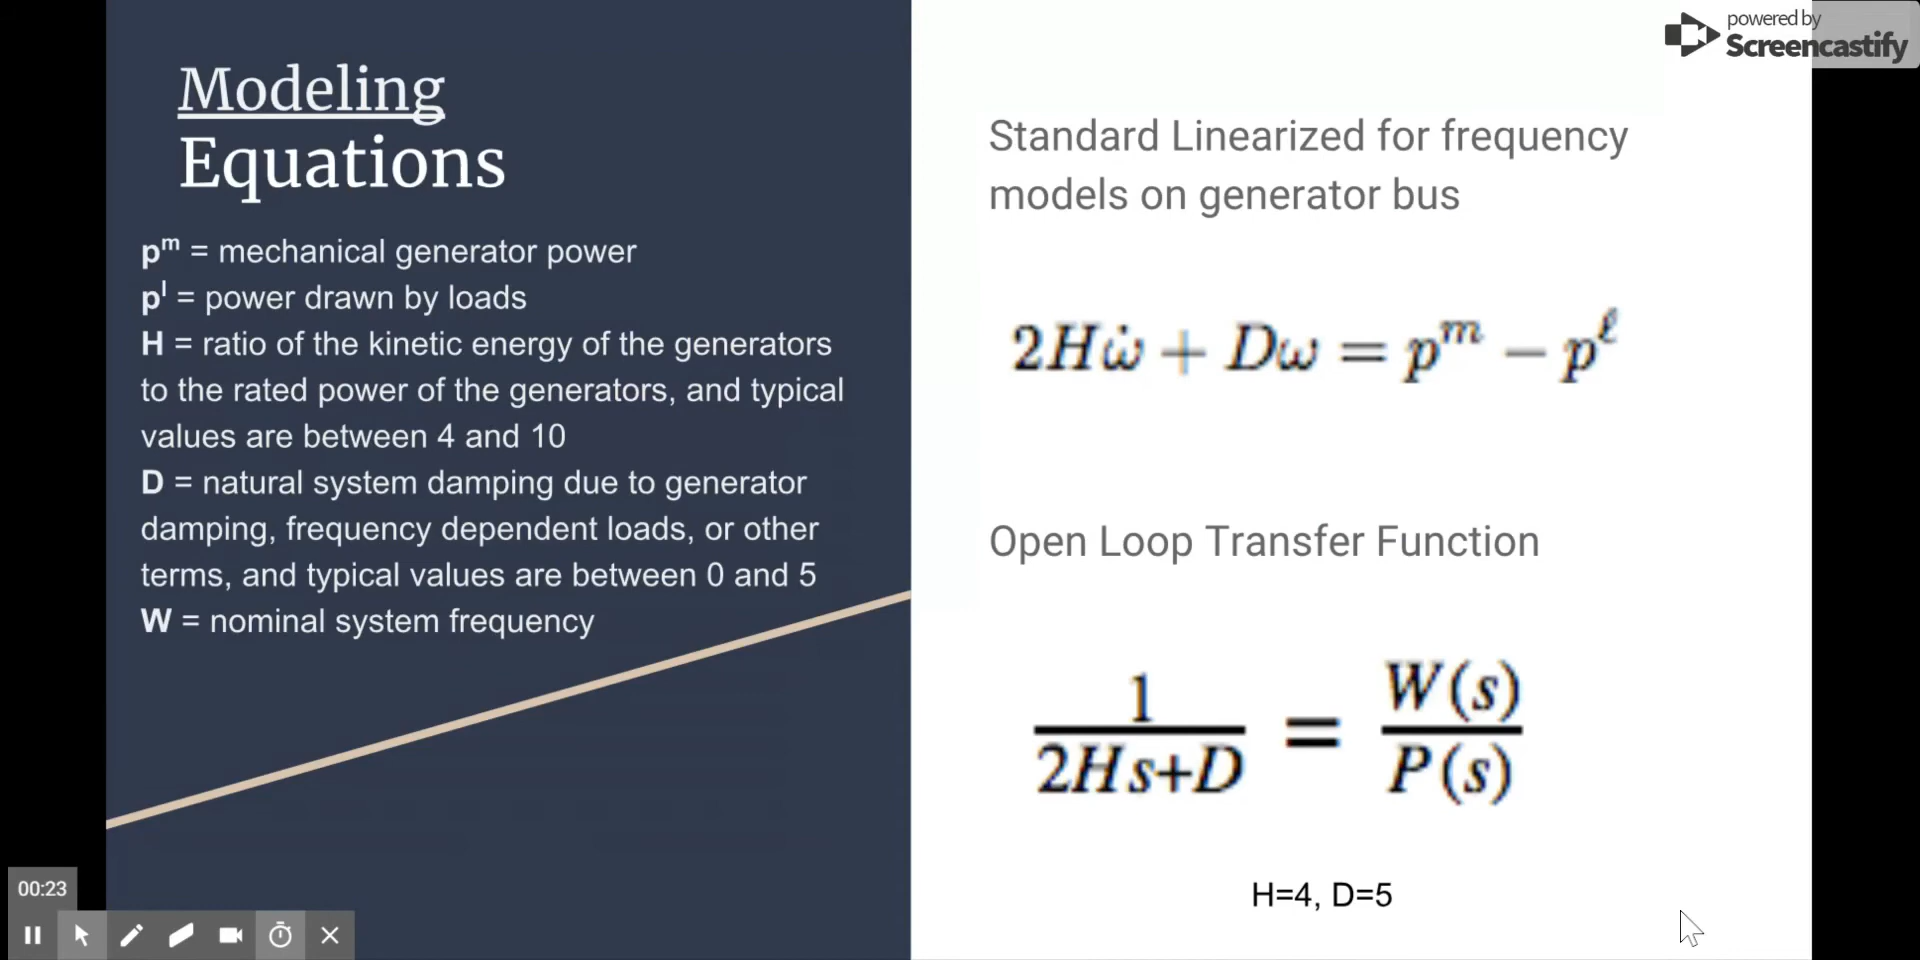 Modeling
Equations
pᵐ = mechanical generator power
pˡ = power drawn by loads
H = ratio of the kinetic energy of the generators
to the rated power of the generators, and typical
values are between 4 and 10
D = natural system damping due to generator
damping, frequency dependent loads, or other
terms, and typical values are between 0 and 5
W = nominal system frequency
powered by
Screencastify
Standard Linearized for frequency
models on generator bus
2Hω̇ + Dω = pᵐ − p^ℓ
Open Loop Transfer Function
1/(2Hs+D) = W(s)/P(s)
H=4, D=5
00:23